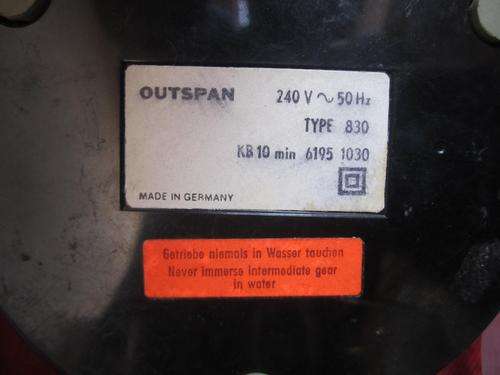 OUTSPAN 240 V ~ 50 Hz
TYPE 830
KB 10 min 6195 1030
MADE IN GERMANY
Getriebe niemals in Wasser tauchen
Never immerse intermediate gear
in water